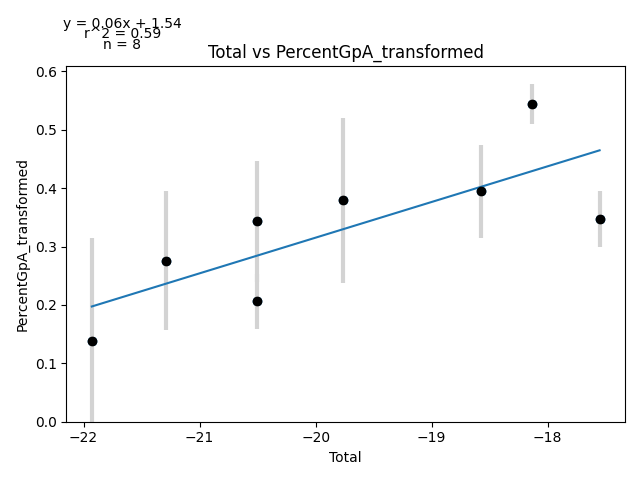 y = 0.06x + 1.54
r^2 = 0.59
n = 8
Total vs PercentGpA_transformed
PercentGpA_transformed
0.6
0.5
0.4
0.3
0.2
0.1
0.0
−22 −21 −20 −19 −18
Total